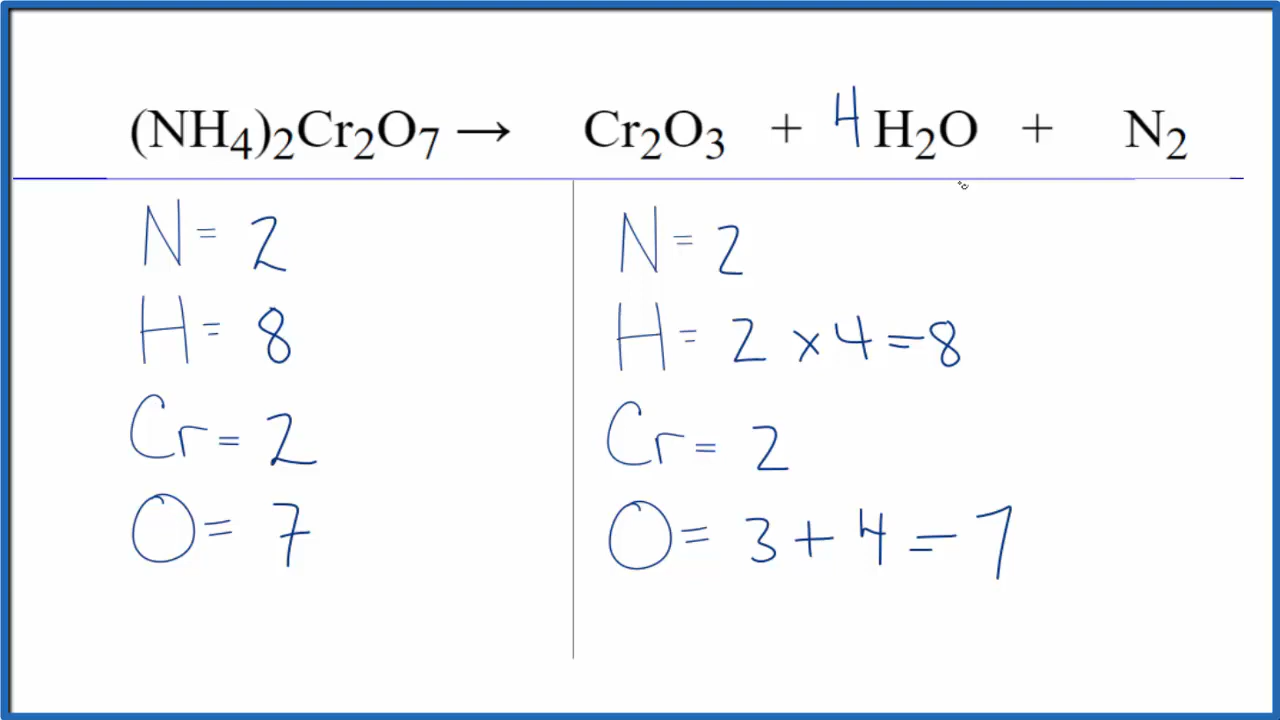 (NH₄)₂Cr₂O₇ → Cr₂O₃ + 4 H₂O + N₂
N = 2
N = 2
H = 8
H = 2 × 4 = 8
Cr = 2
Cr = 2
O = 7
O = 3 + 4 = 7